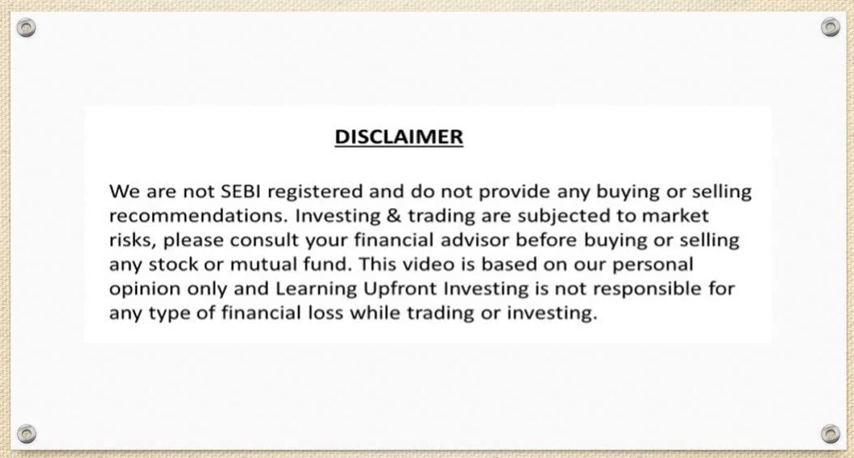 DISCLAIMER
We are not SEBI registered and do not provide any buying or selling
recommendations. Investing & trading are subjected to market
risks, please consult your financial advisor before buying or selling
any stock or mutual fund. This video is based on our personal
opinion only and Learning Upfront Investing is not responsible for
any type of financial loss while trading or investing.